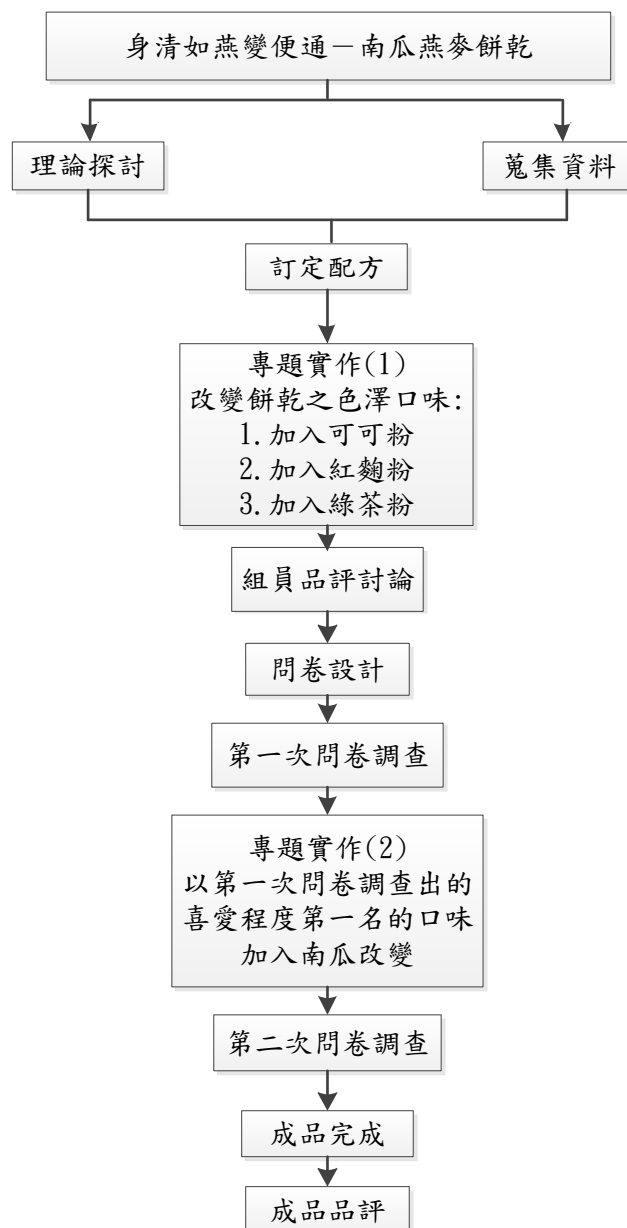 身清如燕變便通－南瓜燕麥餅乾
理論探討
蒐集資料
訂定配方
專題實作(1)
改變餅乾之色澤口味:
1.加入可可粉
2.加入紅麴粉
3.加入綠茶粉
組員品評討論
問卷設計
第一次問卷調查
專題實作(2)
以第一次問卷調查出的
喜愛程度第一名的口味
加入南瓜改變
第二次問卷調查
成品完成
成品品評